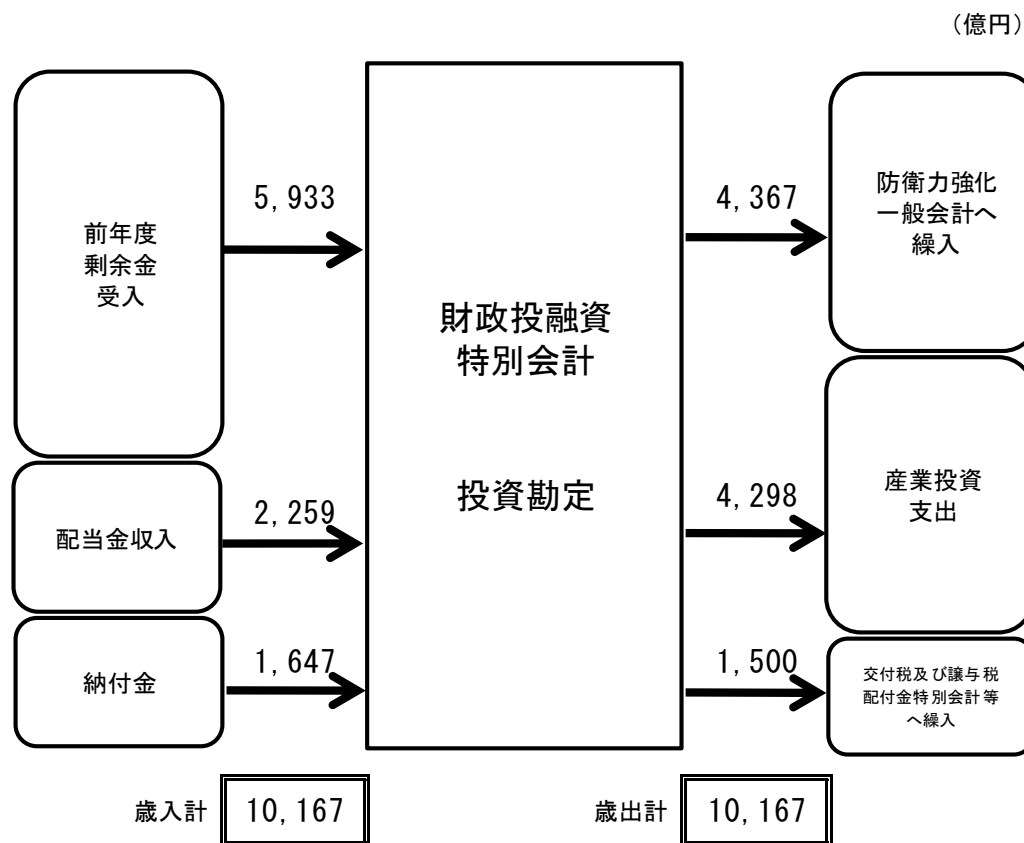 （億円）
前年度
剰余金
受入
5,933
配当金収入
2,259
納付金
1,647
財政投融資
特別会計
投資勘定
4,367
防衛力強化
一般会計へ
繰入
4,298
産業投資
支出
1,500
交付税及び譲与税
配付金特別会計等
へ繰入
歳入計
10,167
歳出計
10,167